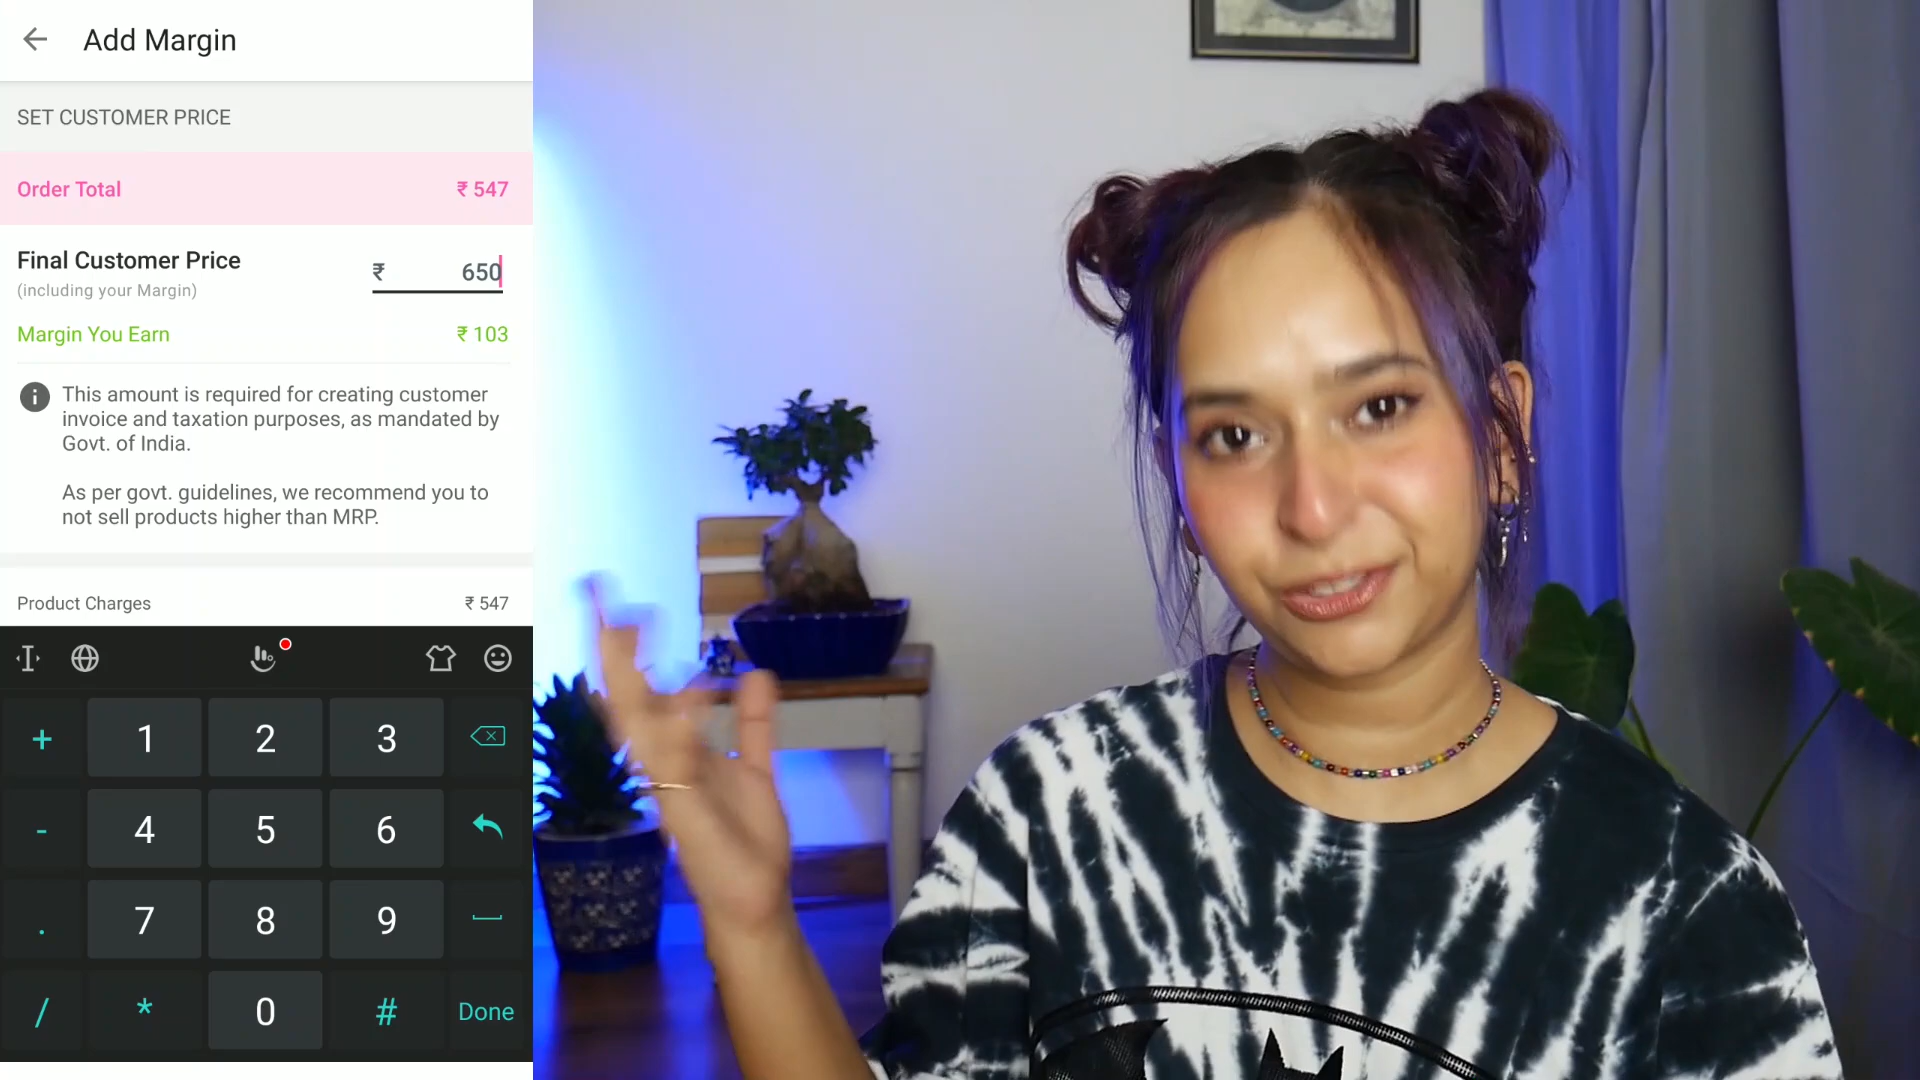 Add Margin
SET CUSTOMER PRICE
Order Total ₹ 547
Final Customer Price ₹ 650
(including your Margin)
Margin You Earn ₹ 103
This amount is required for creating customer
invoice and taxation purposes, as mandated by
Govt. of India.
As per govt. guidelines, we recommend you to
not sell products higher than MRP.
Product Charges ₹ 547
+ 1 2 3
- 4 5 6
. 7 8 9
/ * 0 # Done